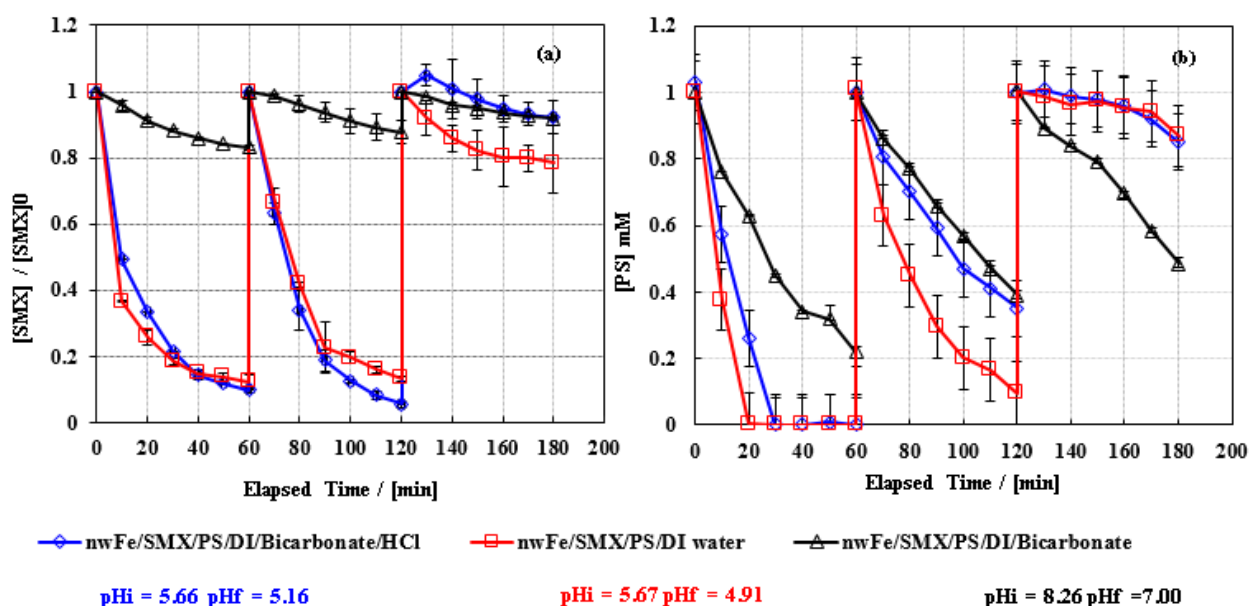 (a)
1.2
1
0.8
0.6
0.4
0.2
0
[SMX] / [SMX]0
0 20 40 60 80 100 120 140 160 180 200
Elapsed Time / [min]
(b)
1.2
1
0.8
0.6
0.4
0.2
0
[PS] mM
0 20 40 60 80 100 120 140 160 180 200
Elapsed Time / [min]
nwFe/SMX/PS/DI/Bicarbonate/HCl nwFe/SMX/PS/DI water nwFe/SMX/PS/DI/Bicarbonate
pHi = 5.66 pHf = 5.16 pHi = 5.67 pHf = 4.91 pHi = 8.26 pHf =7.00